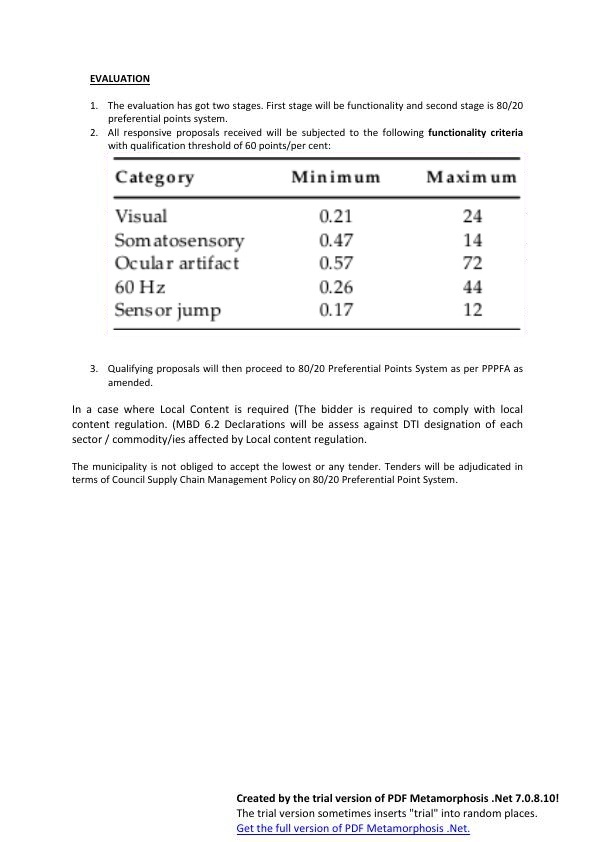 EVALUATION
1. The evaluation has got two stages. First stage will be functionality and second stage is 80/20
preferential points system.
2. All responsive proposals received will be subjected to the following functionality criteria
with qualification threshold of 60 points/per cent:
Category Minimum Maximum
Visual 0.21 24
Somatosensory 0.47 14
Ocular artifact 0.57 72
60 Hz 0.26 44
Sensor jump 0.17 12
3. Qualifying proposals will then proceed to 80/20 Preferential Points System as per PPPFA as
amended.
In a case where Local Content is required (The bidder is required to comply with local
content regulation. (MBD 6.2 Declarations will be assess against DTI designation of each
sector / commodity/ies affected by Local content regulation.
The municipality is not obliged to accept the lowest or any tender. Tenders will be adjudicated in
terms of Council Supply Chain Management Policy on 80/20 Preferential Point System.
Created by the trial version of PDF Metamorphosis .Net 7.0.8.10!
The trial version sometimes inserts "trial" into random places.
Get the full version of PDF Metamorphosis .Net.